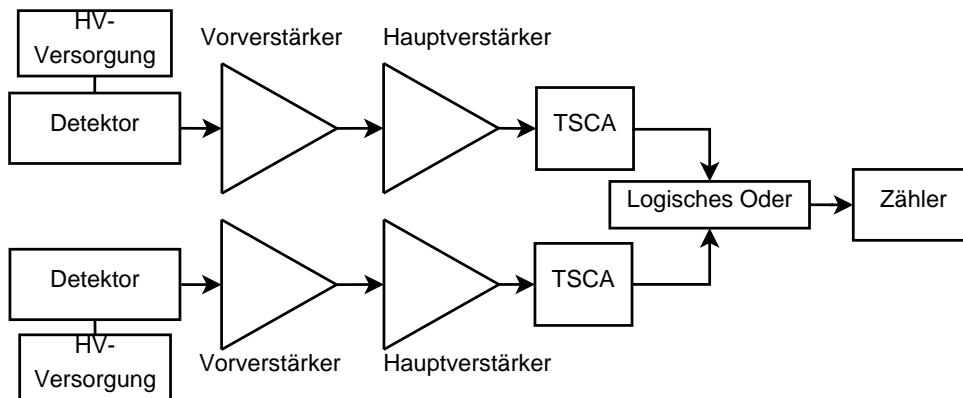 HV-
Versorgung
Vorverstärker
Hauptverstärker
Detektor
TSCA
Logisches Oder
Zähler
Detektor
TSCA
HV-
Versorgung
Vorverstärker
Hauptverstärker